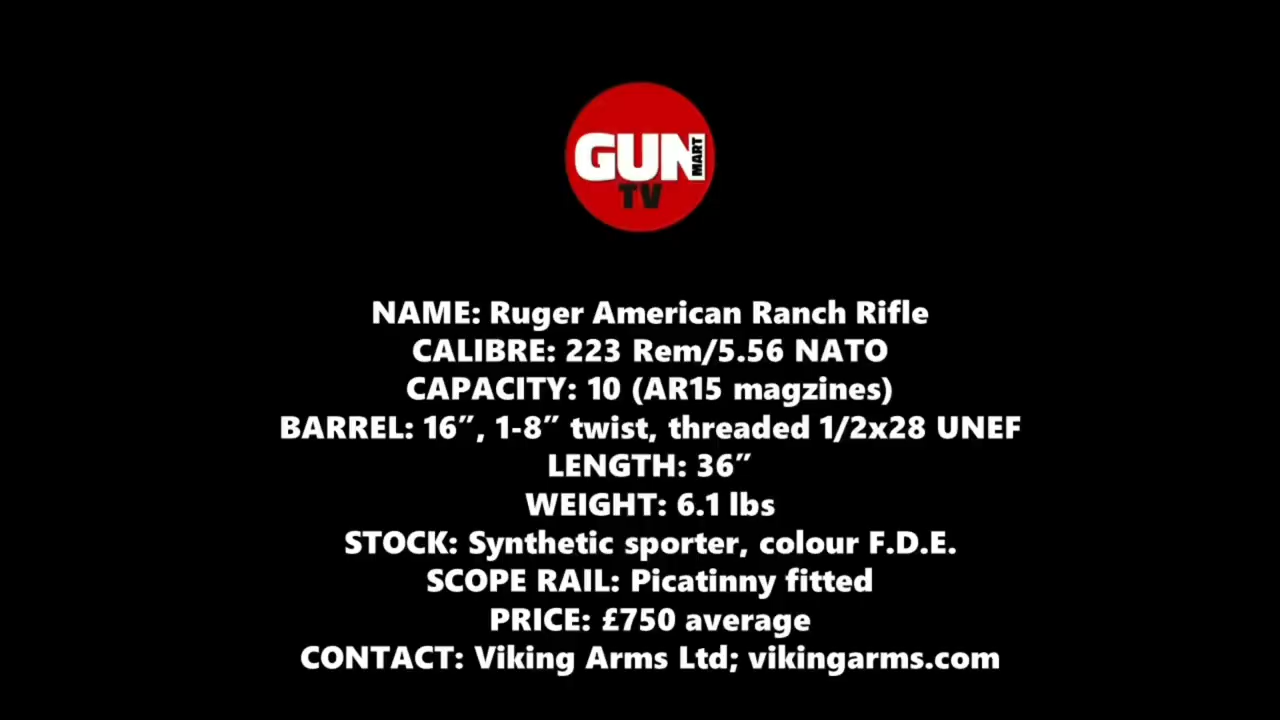 GUN MART
TV
NAME: Ruger American Ranch Rifle
CALIBRE: 223 Rem/5.56 NATO
CAPACITY: 10 (AR15 magzines)
BARREL: 16”, 1-8” twist, threaded 1/2x28 UNEF
LENGTH: 36”
WEIGHT: 6.1 lbs
STOCK: Synthetic sporter, colour F.D.E.
SCOPE RAIL: Picatinny fitted
PRICE: £750 average
CONTACT: Viking Arms Ltd; vikingarms.com